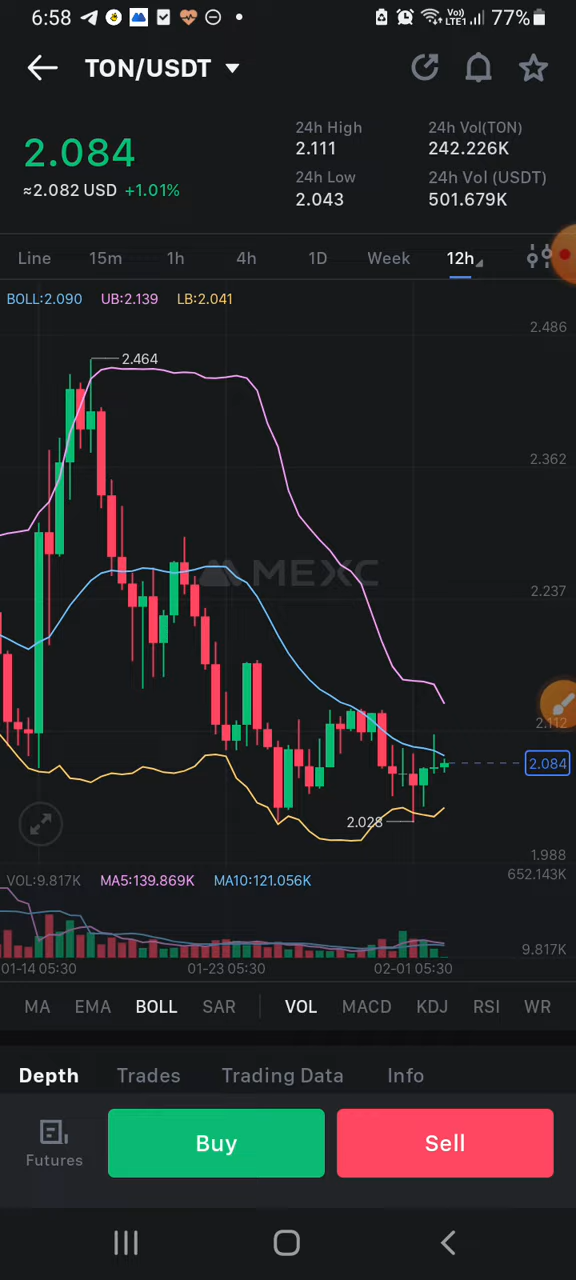 6:58 Vo)) LTE1 77%
TON/USDT
2.084
≈2.082 USD +1.01%
24h High
2.111
24h Low
2.043
24h Vol(TON)
242.226K
24h Vol (USDT)
501.679K
Line 15m 1h 4h 1D Week 12h
BOLL:2.090 UB:2.139 LB:2.041
2.486
2.464
2.362
MEXC
2.237
2.112
2.084
2.028
1.988
VOL:9.817K MA5:139.869K MA10:121.056K
652.143K
9.817K
01-14 05:30 01-23 05:30 02-01 05:30
MA EMA BOLL SAR VOL MACD KDJ RSI WR
Depth Trades Trading Data Info
Futures
Buy
Sell